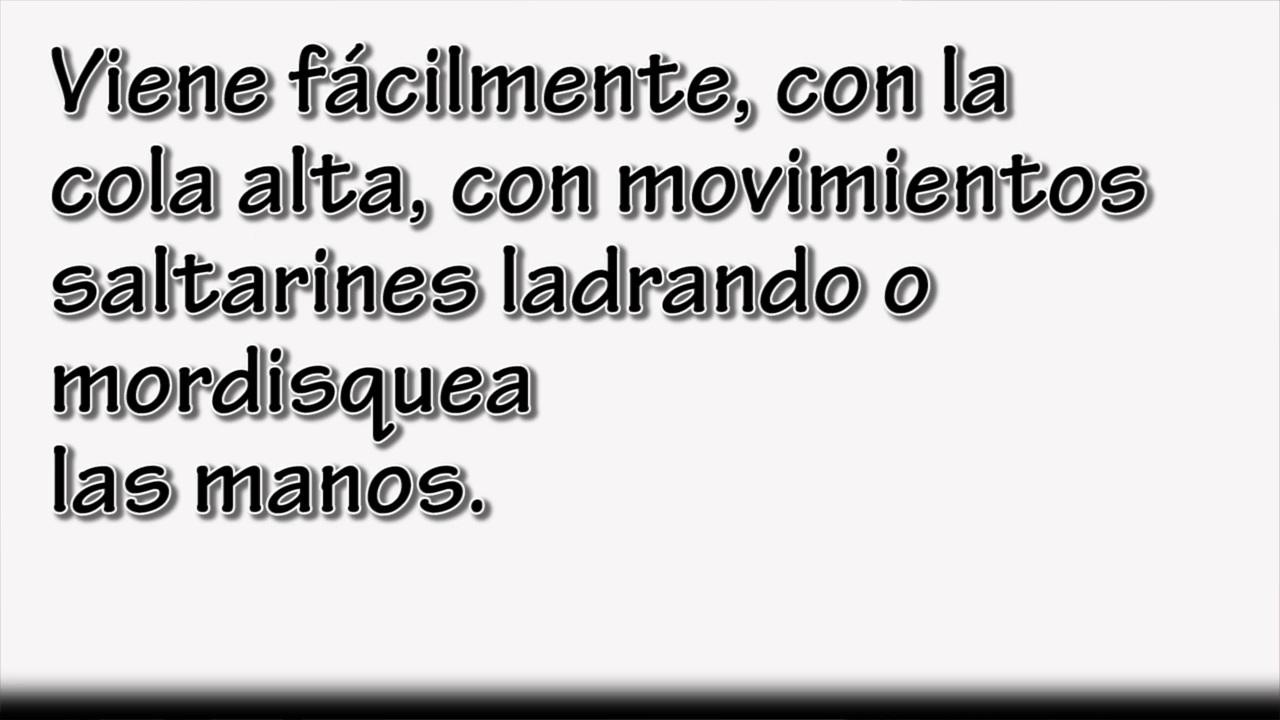 Viene fácilmente, con la
cola alta, con movimientos
saltarines ladrando o
mordisquea
las manos.